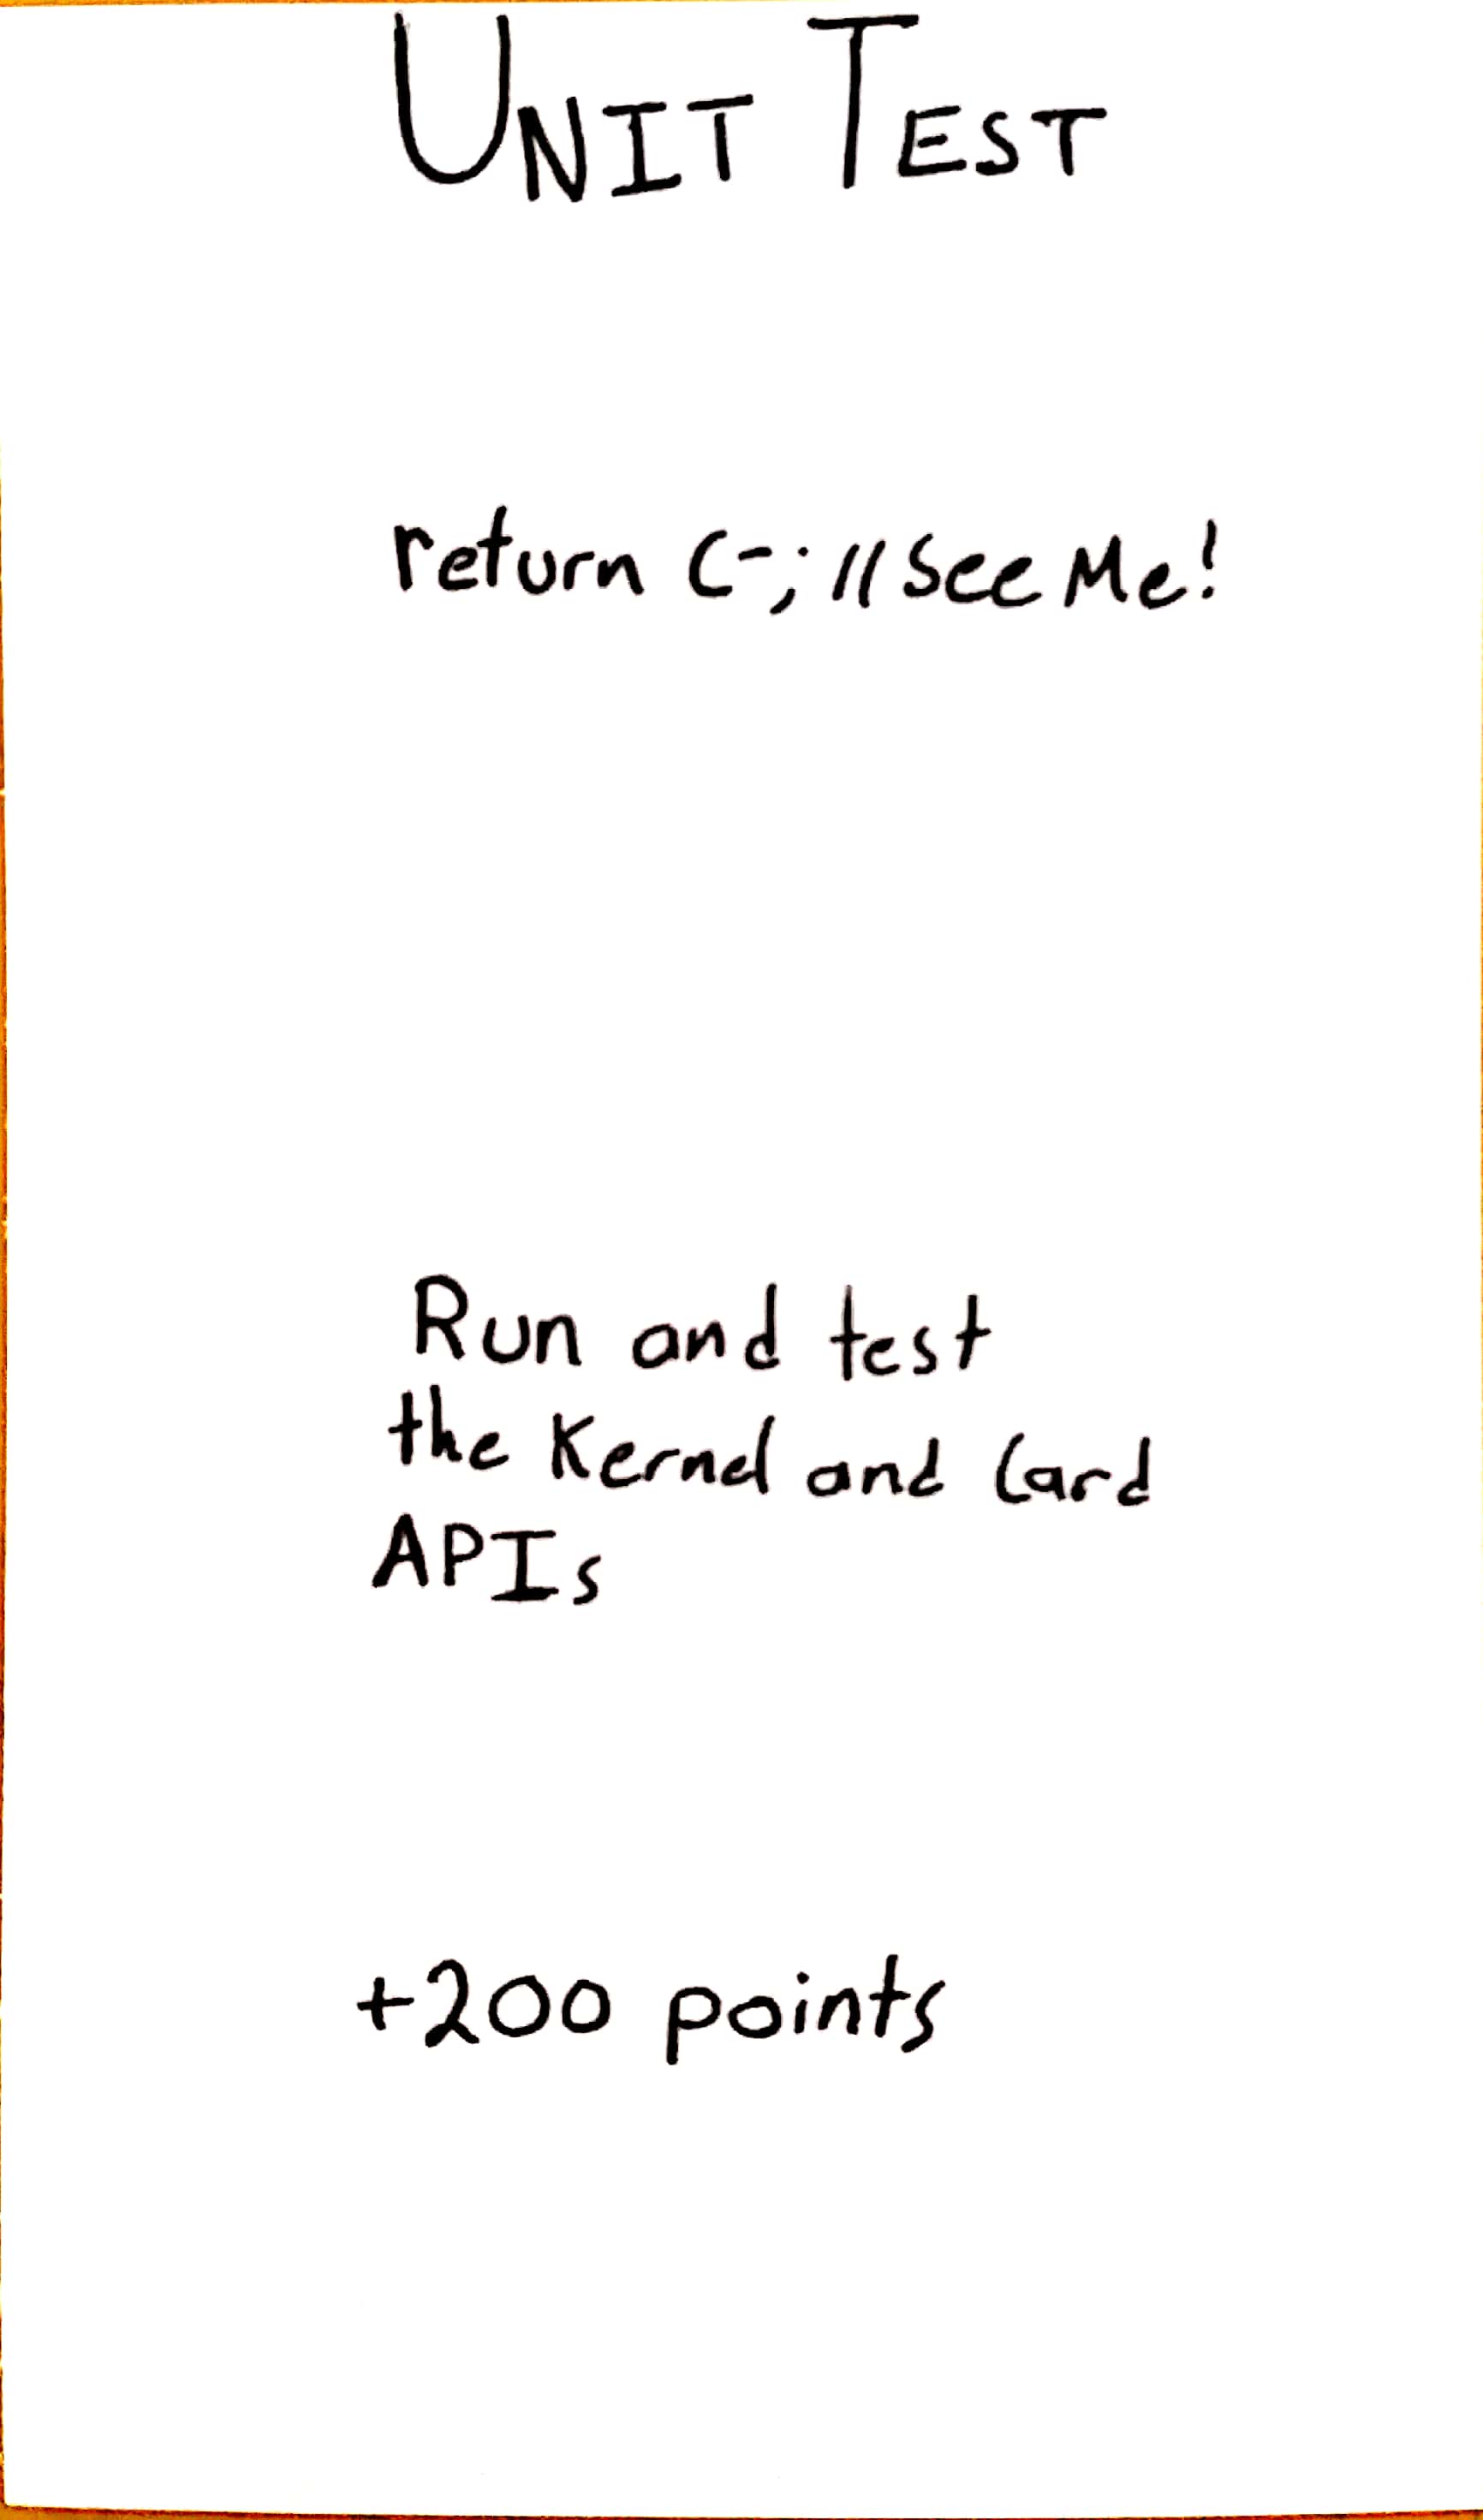 UNIT TEST
return C-; // See Me!
Run and test
the Kernel and Card
APIs
+200 points